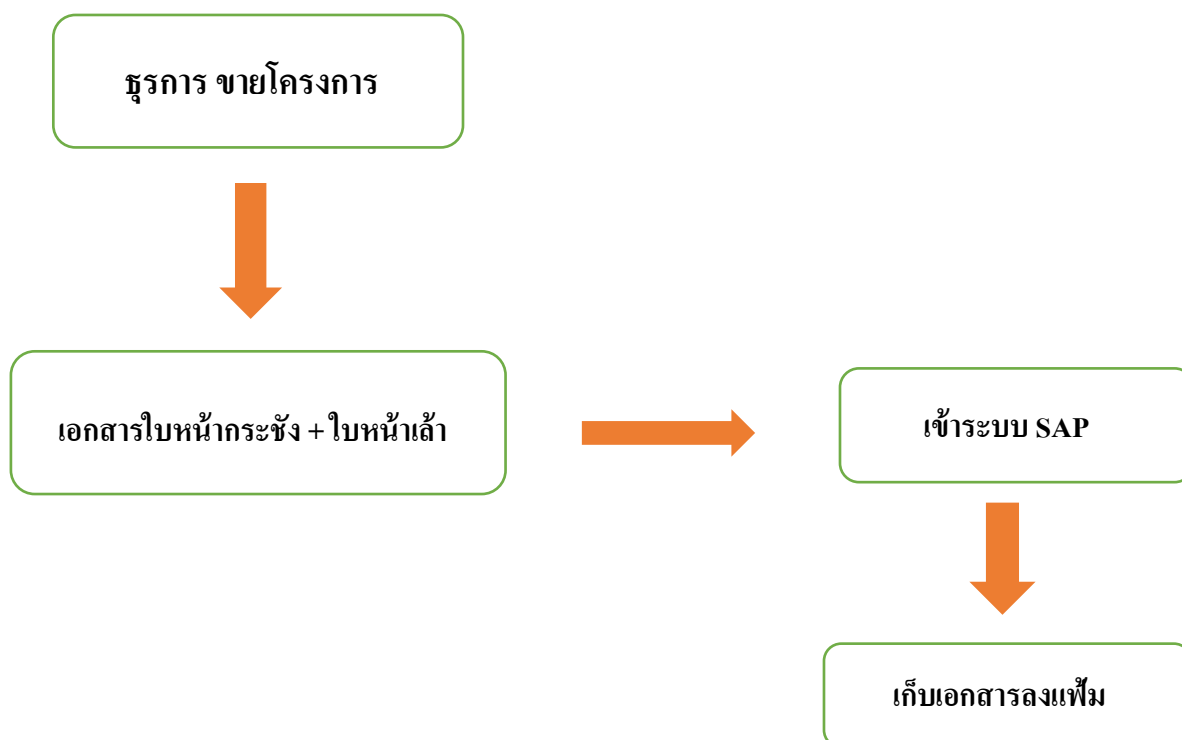 ธุรการ ขายโครงการ
เอกสารใบหน้ากระชัง + ใบหน้าเล้า
เข้าระบบ SAP
เก็บเอกสารลงแฟ้ม